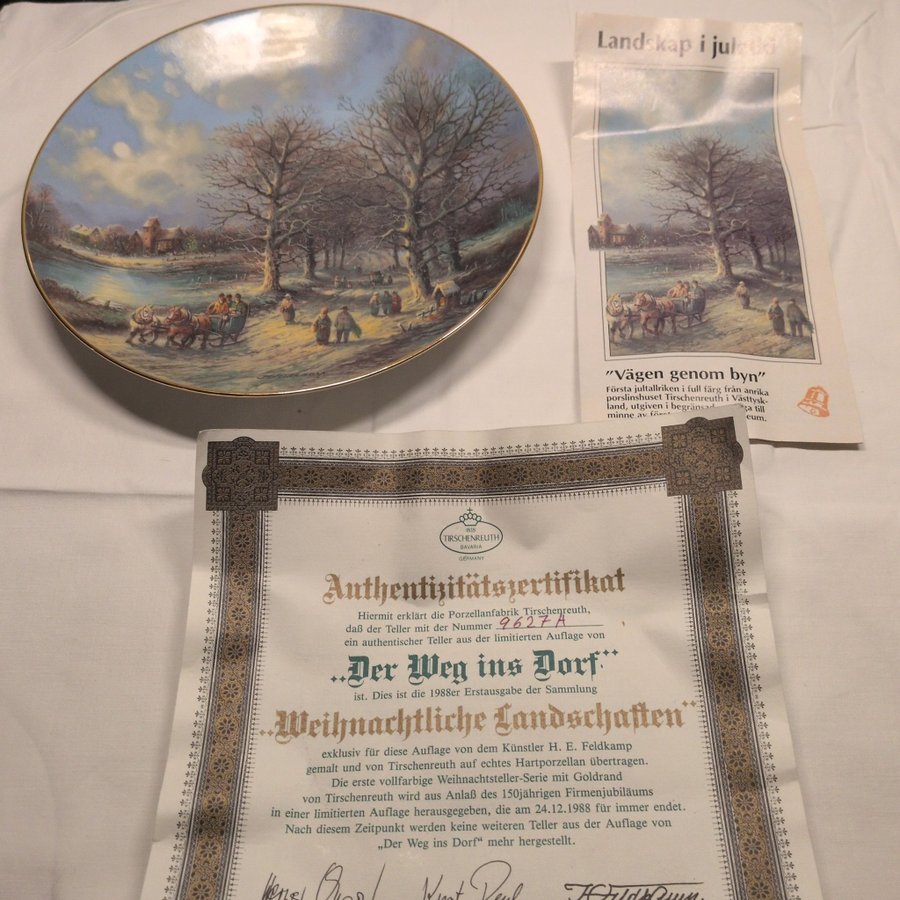 Landskap i jultid
"Vägen genom byn"
Första jultallriken i full färg från anrika
porslinshuset Tirschenreuth i Västtysk-
land, utgiven i begränsad till
minne av
1838
TIRSCHENREUTH
BAVARIA
GERMANY
Authentizitätszertifikat
Hiermit erklärt die Porzellanfabrik Tirschenreuth,
daß der Teller mit der Nummer 9627A
ein authentischer Teller aus der limitierten Auflage von
„Der Weg ins Dorf“
ist. Dies ist die 1988er Erstausgabe der Sammlung
„Weihnachtliche Landschaften“
exklusiv für diese Auflage von dem Künstler H. E. Feldkamp
gemalt und von Tirschenreuth auf echtes Hartporzellan übertragen.
Die erste vollfarbige Weihnachtsteller-Serie mit Goldrand
von Tirschenreuth wird aus Anlaß des 150jährigen Firmenjubiläums
in einer limitierten Auflage herausgegeben, die am 24.12.1988 für immer endet.
Nach diesem Zeitpunkt werden keine weiteren Teller aus der Auflage von
„Der Weg ins Dorf“ mehr hergestellt.